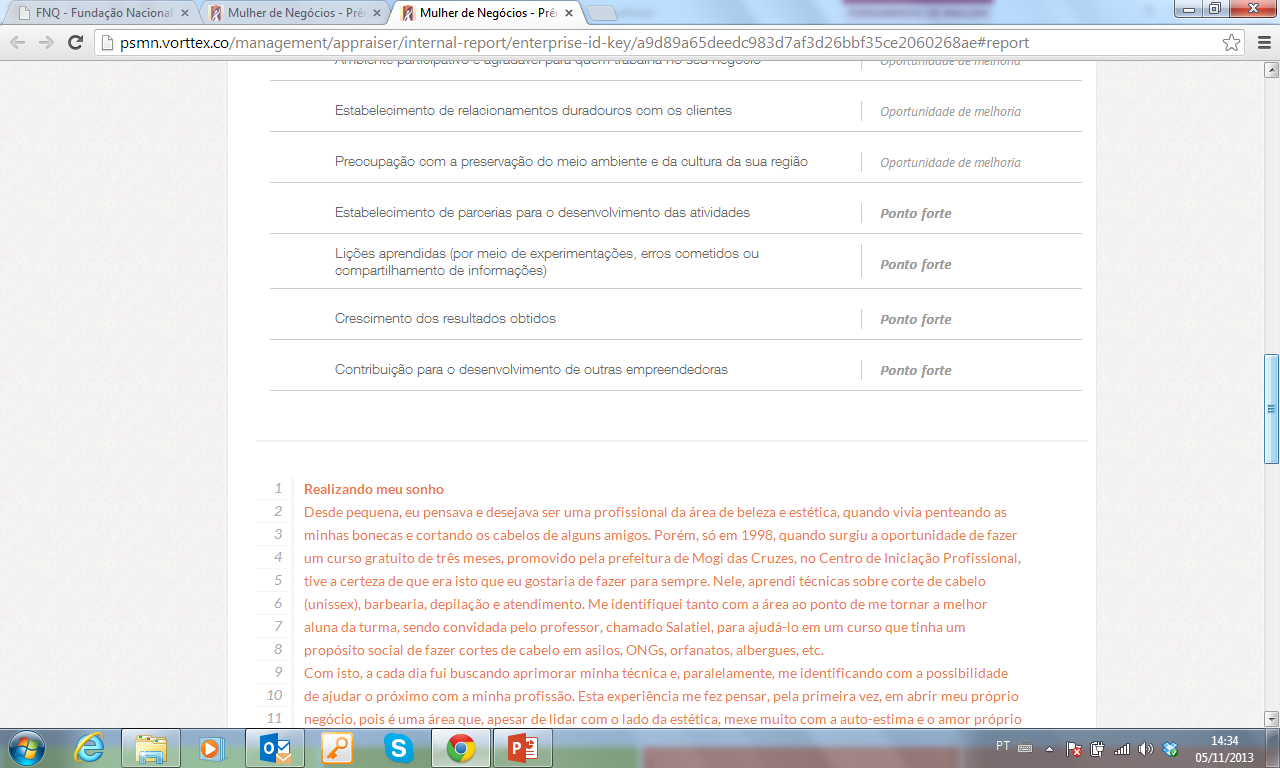 FNQ - Fundação Nacional
Mulher de Negócios - Prê
Mulher de Negócios - Prê
psmn.vorttex.co/management/appraiser/internal-report/enterprise-id-key/a9d89a65deedc983d7af3d26bbf35ce2060268ae#report
Ambiente participativo e agradável para quem trabalha no seu negócio
Oportunidade de melhoria
Estabelecimento de relacionamentos duradouros com os clientes
Oportunidade de melhoria
Preocupação com a preservação do meio ambiente e da cultura da sua região
Oportunidade de melhoria
Estabelecimento de parcerias para o desenvolvimento das atividades
Ponto forte
Lições aprendidas (por meio de experimentações, erros cometidos ou
compartilhamento de informações)
Ponto forte
Crescimento dos resultados obtidos
Ponto forte
Contribuição para o desenvolvimento de outras empreendedoras
Ponto forte
1 Realizando meu sonho
2 Desde pequena, eu pensava e desejava ser uma profissional da área de beleza e estética, quando vivia penteando as
3 minhas bonecas e cortando os cabelos de alguns amigos. Porém, só em 1998, quando surgiu a oportunidade de fazer
4 um curso gratuito de três meses, promovido pela prefeitura de Mogi das Cruzes, no Centro de Iniciação Profissional,
5 tive a certeza de que era isto que eu gostaria de fazer para sempre. Nele, aprendi técnicas sobre corte de cabelo
6 (unissex), barbearia, depilação e atendimento. Me identifiquei tanto com a área ao ponto de me tornar a melhor
7 aluna da turma, sendo convidada pelo professor, chamado Salatiel, para ajudá-lo em um curso que tinha um
8 propósito social de fazer cortes de cabelo em asilos, ONGs, orfanatos, albergues, etc.
9 Com isto, a cada dia fui buscando aprimorar minha técnica e, paralelamente, me identificando com a possibilidade
10 de ajudar o próximo com a minha profissão. Esta experiência me fez pensar, pela primeira vez, em abrir meu próprio
11 negócio, pois é uma área que, apesar de lidar com o lado da estética, mexe muito com a auto-estima e o amor próprio
PT
14:34
05/11/2013